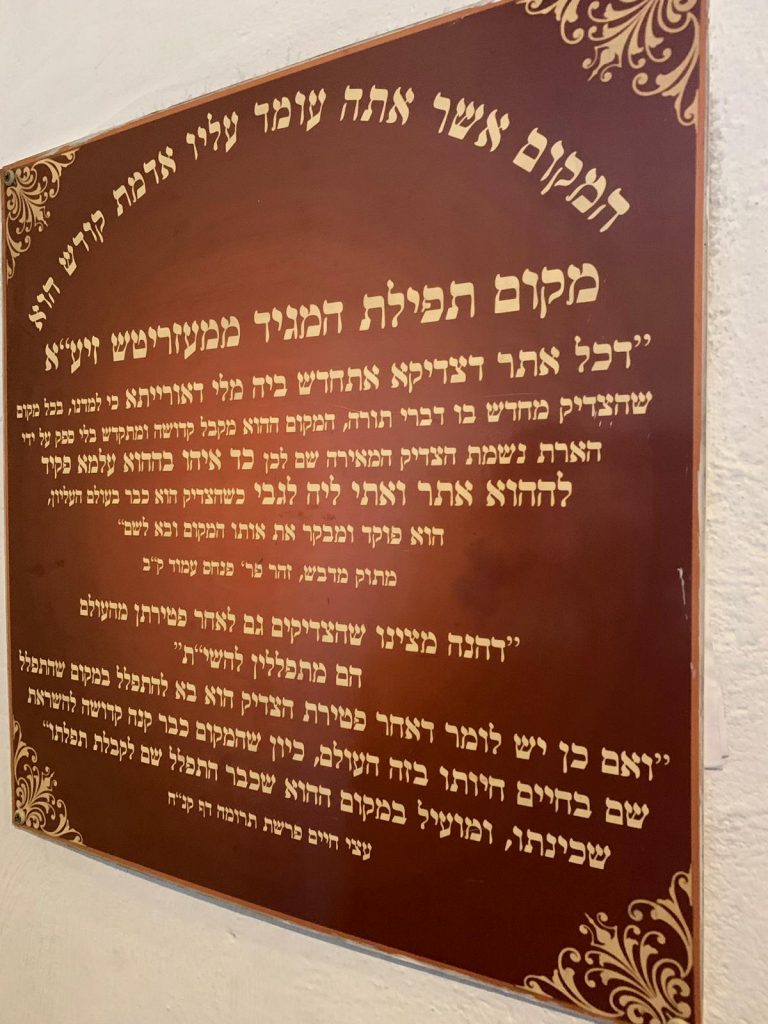 המקום אשר אתה עומד עליו אדמת קודש הוא
מקום תפילת המגיד ממעזריטש זיע״א
״דכל אתר דצדיקא אתחדש ביה מלי דאורייתא כי למדנו, בכל מקום
שהצדיק מחדש בו דברי תורה, המקום ההוא מקבל קדושה ומתקדש בלי ספק על ידי
הארת נשמת הצדיק המאירה שם לכן כד איהו בההוא עלמא פקיד
לההוא אתר ואתי ליה לגבי כשהצדיק הוא כבר בעולם העליון,
הוא פוקד ומבקר את אותו המקום ובא לשם״
מתוק מדבש, זהר פר׳ פנחס עמוד ק״ב
״דהנה מצינו שהצדיקים גם לאחר פטירתן מהעולם
הם מתפללין להשי״ת״
״ואם כן יש לומר דאחר פטירת הצדיק הוא בא להתפלל במקום שהתפלל
שם בחיים חיותו בזה העולם, כיון שהמקום כבר קנה קדושה להשראת
שכינתו, ומועיל במקום ההוא שכבר התפלל שם לקבלת תפלתו״
עצי חיים פרשת תרומה דף קנ״ח